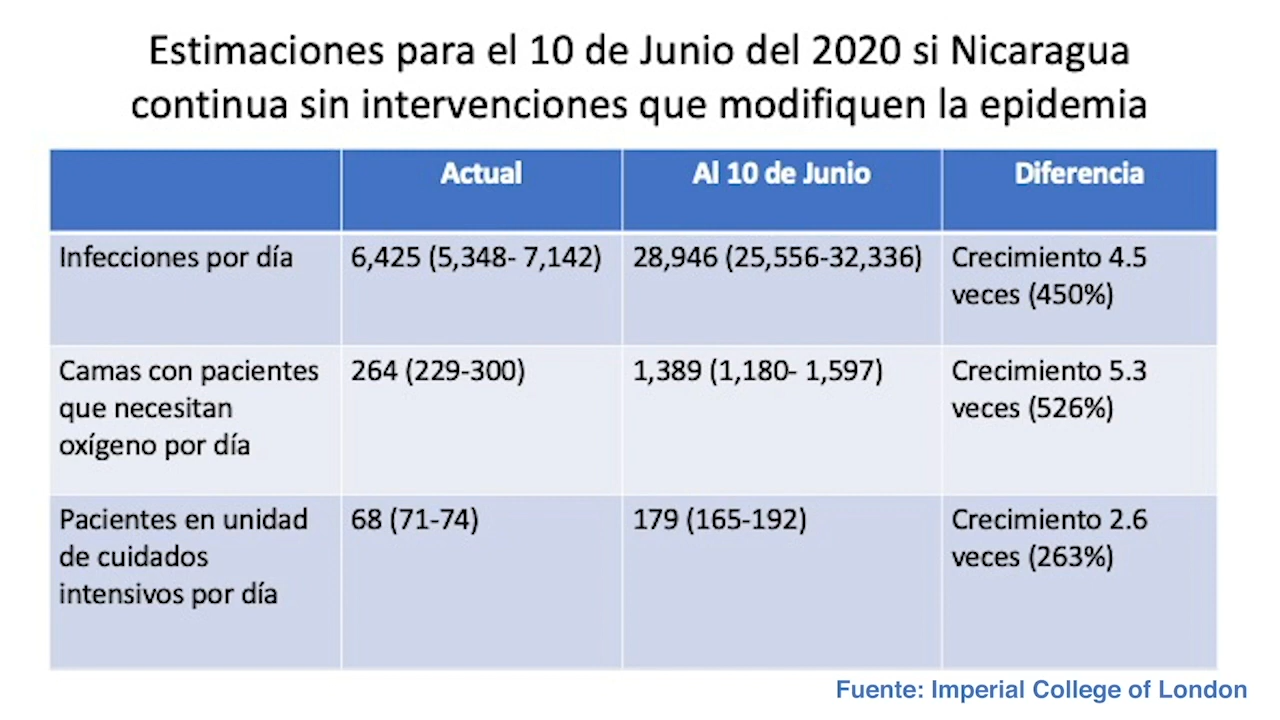 Estimaciones para el 10 de Junio del 2020 si Nicaragua
continua sin intervenciones que modifiquen la epidemia
Actual
Al 10 de Junio
Diferencia
Infecciones por día
6,425 (5,348- 7,142)
28,946 (25,556-32,336)
Crecimiento 4.5
veces (450%)
Camas con pacientes
que necesitan
oxígeno por día
264 (229-300)
1,389 (1,180- 1,597)
Crecimiento 5.3
veces (526%)
Pacientes en unidad
de cuidados
intensivos por día
68 (71-74)
179 (165-192)
Crecimiento 2.6
veces (263%)
Fuente: Imperial College of London